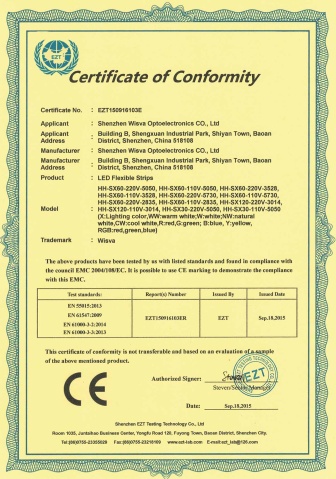 EZT
Certificate of Conformity
Certificate No. : EZT150916103E
Applicant : Shenzhen Wisva Optoelectronics CO., Ltd
Applicant Address : Building B, Shengxuan Industrial Park, Shiyan Town, Baoan
District, Shenzhen, China 518108
Manufacturer : Shenzhen Wisva Optoelectronics CO., Ltd
Manufacturer Address : Building B, Shengxuan Industrial Park, Shiyan Town, Baoan
District, Shenzhen, China 518108
Product : LED Flexible Strips
Model : HH-SX60-220V-5050, HH-SX60-110V-5050, HH-SX60-220V-3528,
HH-SX60-110V-3528, HH-SX60-220V-5730, HH-SX60-110V-5730,
HH-SX60-220V-2835, HH-SX60-110V-2835, HH-SX120-220V-3014,
HH-SX120-110V-3014, HH-SX30-220V-5050, HH-SX30-110V-5050
(X:Lighting color,WW:warm white;W:white;NW:natural
white,CW:cool white,R:red,G:green; B:blue, Y:yellow,
RGB:red,green,blue)
Trademark : Wisva
The above products have been tested by us with listed standards and found in compliance with
the council EMC 2004/108/EC. It is possible to use CE marking to demonstrate the compliance
with this EMC.
Test standards: Report(s) Number Issued By Issued Date
EN 55015:2013
EN 61547:2009
EN 61000-3-2:2014
EN 61000-3-3:2013
EZT150916103ER EZT Sep.18,2015
This certificate of conformity is not transferable and based on an evaluation of a sample
of the above mentioned product.
CE
Authorized Signer:
Steven/Senior Manager
EZT
Date: Sep.18,2015
Shenzhen EZT Testing Technology Co., Ltd
Room 1035, Jontaihao Business Center, Yongfu Road 128, Fuyong Town, Baoan District, Shenzhen City.
Tel:(86)0755-23355028 Fax:(86)0755-23218109 www.ezt-lab.com E-mail:ezt_lab@126.com